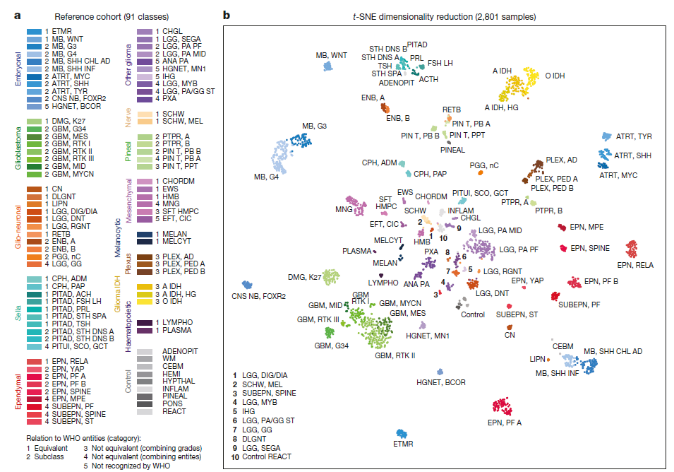 a Reference cohort (91 classes)
Embryonal
1 ETMR
1 MB, WNT
2 MB, G3
2 MB, G4
2 MB, SHH CHL AD
2 MB, SHH INF
2 ATRT, MYC
2 ATRT, SHH
2 ATRT, TYR
2 CNS NB, FOXR2
5 HGNET, BCOR
Glioblastoma
1 DMG, K27
2 GBM, G34
2 GBM, MES
2 GBM, RTK I
2 GBM, RTK II
2 GBM, RTK III
2 GBM, MID
2 GBM, MYCN
Glio-neuronal
1 CN
1 DLGNT
1 LIPN
1 LGG, DIG/DIA
1 LGG, DNT
1 LGG, RGNT
1 RETB
2 ENB, A
2 ENB, B
2 PGG, nC
4 LGG, GG
Sella
1 CPH, ADM
1 CPH, PAP
1 PITAD, ACH
1 PITAD, FSH LH
1 PITAD, PRL
1 PITAD, STH SPA
1 PITAD, TSH
2 PITAD, STH DNS A
2 PITAD, STH DNS B
4 PITUI, SCO, GCT
Ependymal
1 EPN, RELA
2 EPN, YAP
2 EPN, PF A
2 EPN, PF B
2 EPN, SPINE
4 EPN, MPE
4 SUBEPN, PF
4 SUBEPN, SPINE
4 SUBEPN, ST
Other glioma
1 CHGL
1 LGG, SEGA
2 LGG, PA PF
2 LGG, PA MID
5 ANA PA
5 HGNET, MN1
5 IHG
4 LGG, MYB
4 LGG, PA/GG ST
4 PXA
Nerve
1 SCHW
1 SCHW, MEL
Pineal
2 PTPR, A
2 PTPR, B
2 PIN T, PB B
4 PIN T, PB A
3 PIN T, PPT
Mesenchymal
1 CHORDM
1 EWS
1 HMB
4 MNG
3 SFT HMPC
5 EFT, CIC
Melanocytic
1 MELAN
1 MELCYT
Plexus
3 PLEX, AD
3 PLEX, PED A
3 PLEX, PED B
Glioma IDH
3 A IDH
3 A IDH, HG
3 O IDH
Haematopoietic
1 LYMPHO
1 PLASMA
Control
ADENOPIT
WM
CEBM
HEMI
HYPTHAL
INFLAM
PINEAL
PONS
REACT
Relation to WHO entities (category):
1 Equivalent
2 Subclass
3 Not equivalent (combining grades)
4 Not equivalent (combining entites)
5 Not recognized by WHO
b t-SNE dimensionality reduction (2,801 samples)
MB, WNT
STH DNS B
PITAD
STH DNS A
PRL
TSH
FSH LH
STH SPA
ACTH
ADENOPIT
A IDH
O IDH
A IDH, HG
ENB, A
ENB, B
RETB
PIN T, PB A
PIN T, PB B
PIN T, PPT
PINEAL
MB, G3
MB, G4
ATRT, TYR
ATRT, SHH
ATRT, MYC
CPH, ADM
CPH, PAP
PGG, nC
PLEX, AD
PLEX, PED A
PLEX, PED B
EWS
CHORDM
PITUI, SCO, GCT
PTPR, A
PTPR, B
SFT
HMPC
MNG
SCHW
INFLAM
CHGL
EFT, CIC
1
2
9
10
LGG, PA MID
EPN, MPE
MELCYT
HMB
PLASMA
PXA
8
6
LGG, PA PF
EPN, SPINE
EPN, RELA
MELAN
7
5
LGG, RGNT
DMG, K27
LYMPHO
ANA PA
4
EPN, YAP
EPN, PF B
CNS NB, FOXR2
GBM
3
LGG, DNT
GBM, MID
RTK I
GBM, MYCN
Control
SUBEPN, PF
GBM, RTK III
GBM, MES
SUBEPN, ST
GBM, G34
HGNET, MN1
CN
GBM, RTK II
CEBM
LIPN
MB, SHH CHL AD
MB, SHH INF
HGNET, BCOR
EPN, PF A
ETMR
1 LGG, DIG/DIA
2 SCHW, MEL
3 SUBEPN, SPINE
4 LGG, MYB
5 IHG
6 LGG, PA/GG ST
7 LGG, GG
8 DLGNT
9 LGG, SEGA
10 Control REACT